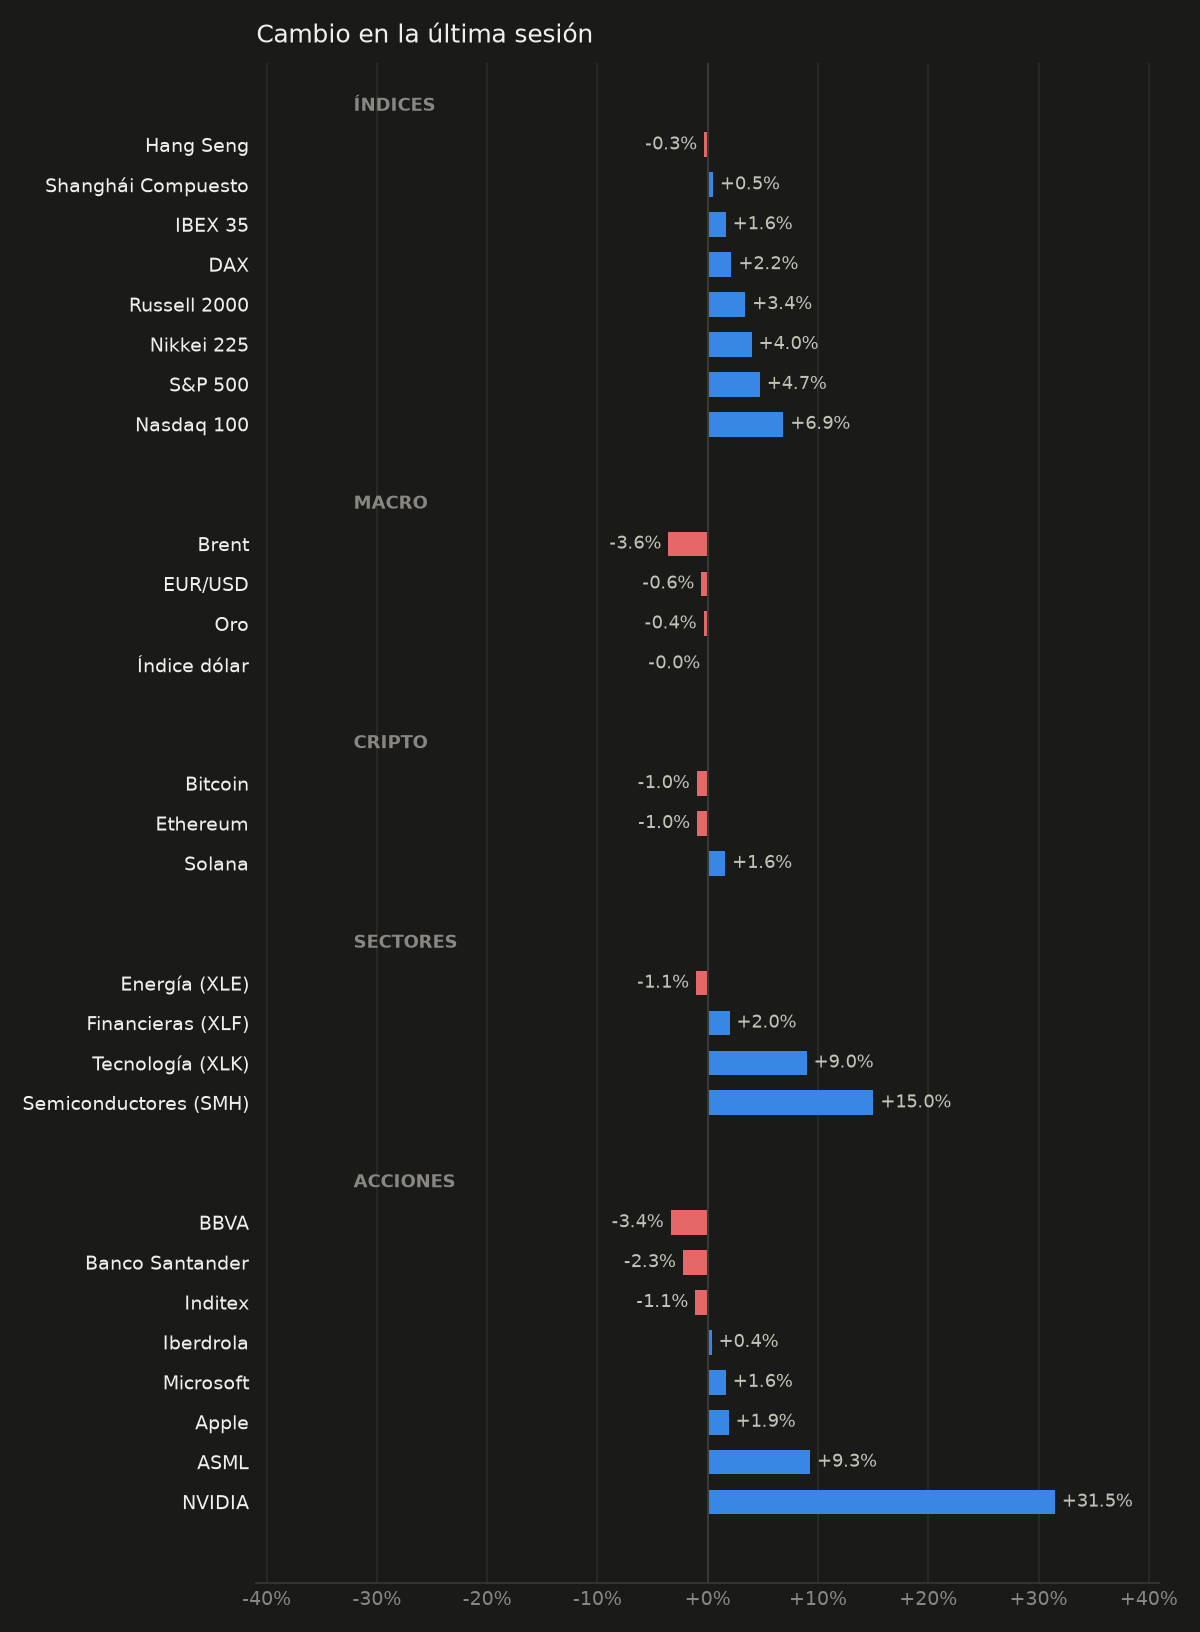 Cambio en la última sesión
ÍNDICES
Hang Seng -0.3%
Shanghái Compuesto +0.5%
IBEX 35 +1.6%
DAX +2.2%
Russell 2000 +3.4%
Nikkei 225 +4.0%
S&P 500 +4.7%
Nasdaq 100 +6.9%
MACRO
Brent -3.6%
EUR/USD -0.6%
Oro -0.4%
Índice dólar -0.0%
CRIPTO
Bitcoin -1.0%
Ethereum -1.0%
Solana +1.6%
SECTORES
Energía (XLE) -1.1%
Financieras (XLF) +2.0%
Tecnología (XLK) +9.0%
Semiconductores (SMH) +15.0%
ACCIONES
BBVA -3.4%
Banco Santander -2.3%
Inditex -1.1%
Iberdrola +0.4%
Microsoft +1.6%
Apple +1.9%
ASML +9.3%
NVIDIA +31.5%
-40% -30% -20% -10% +0% +10% +20% +30% +40%